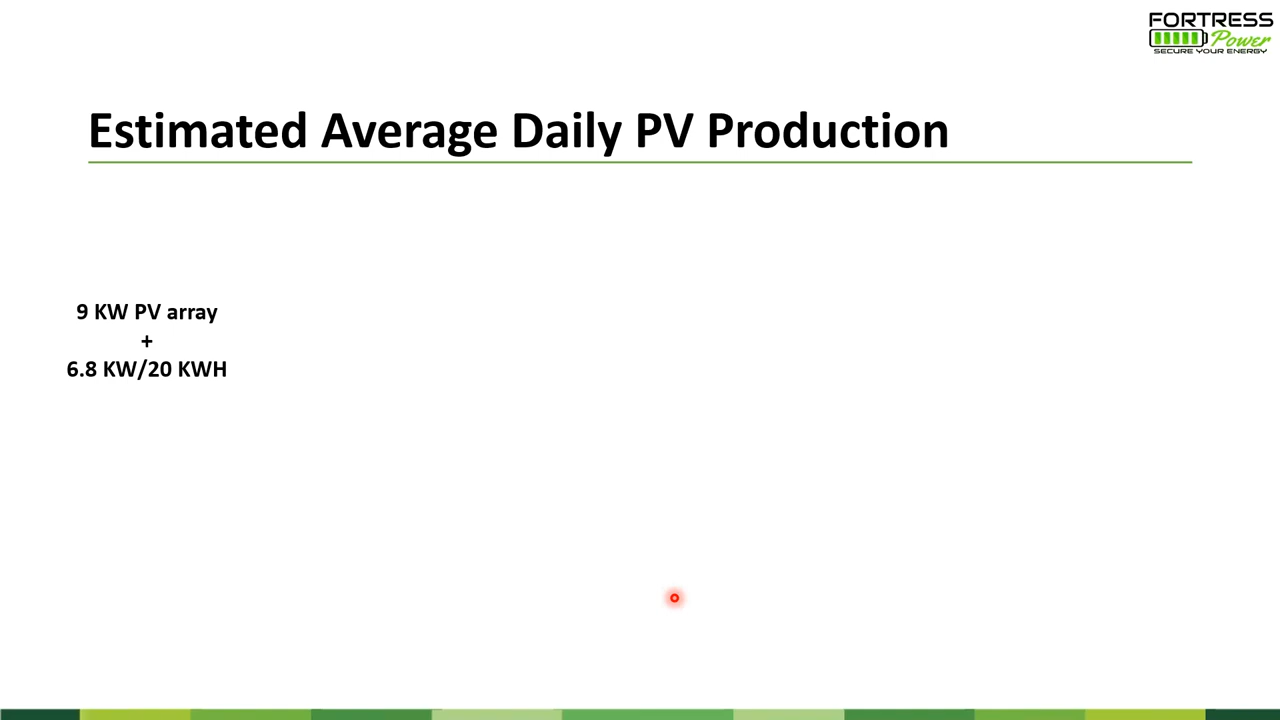 FORTRESS
Power
SECURE YOUR ENERGY
Estimated Average Daily PV Production
9 KW PV array
+
6.8 KW/20 KWH